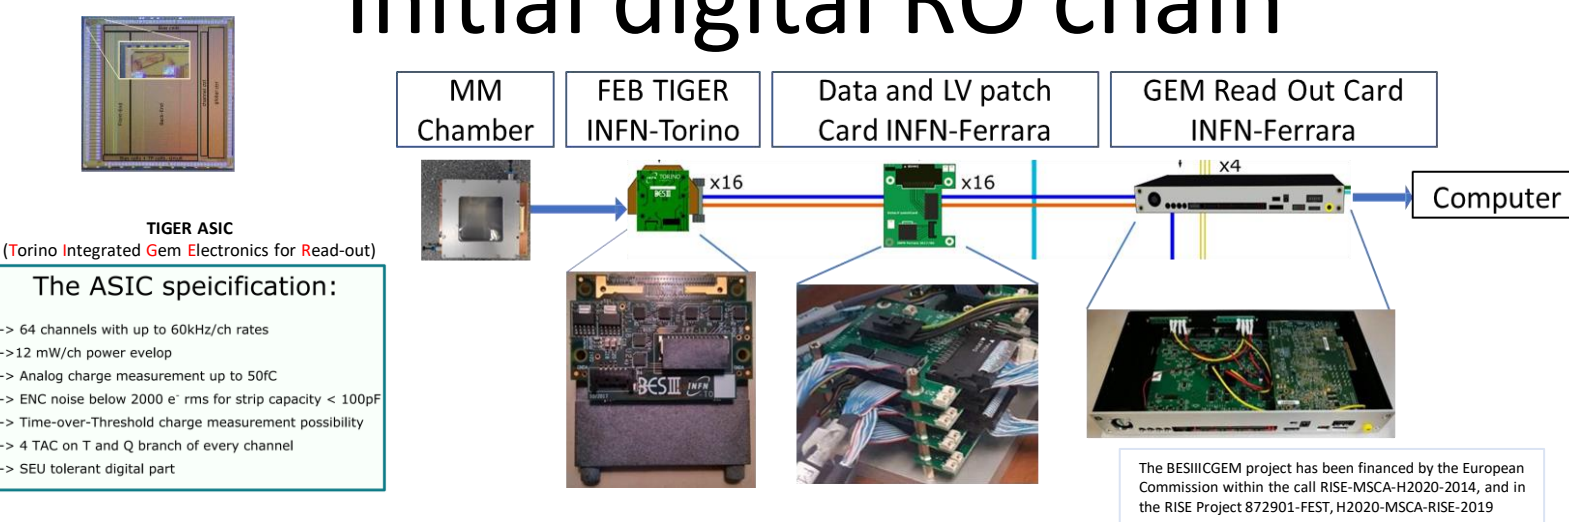 Initial digital RO chain
MM
Chamber
FEB TIGER
INFN-Torino
Data and LV patch
Card INFN-Ferrara
GEM Read Out Card
INFN-Ferrara
x16
x16
x4
Computer
TIGER ASIC
(Torino Integrated Gem Electronics for Read-out)
The ASIC speicification:
-> 64 channels with up to 60kHz/ch rates
->12 mW/ch power evelop
-> Analog charge measurement up to 50fC
-> ENC noise below 2000 e⁻ rms for strip capacity < 100pF
-> Time-over-Threshold charge measurement possibility
-> 4 TAC on T and Q branch of every channel
-> SEU tolerant digital part
TORINO
BESIII
BESIII INFN
The BESIIICGEM project has been financed by the European
Commission within the call RISE-MSCA-H2020-2014, and in
the RISE Project 872901-FEST, H2020-MSCA-RISE-2019